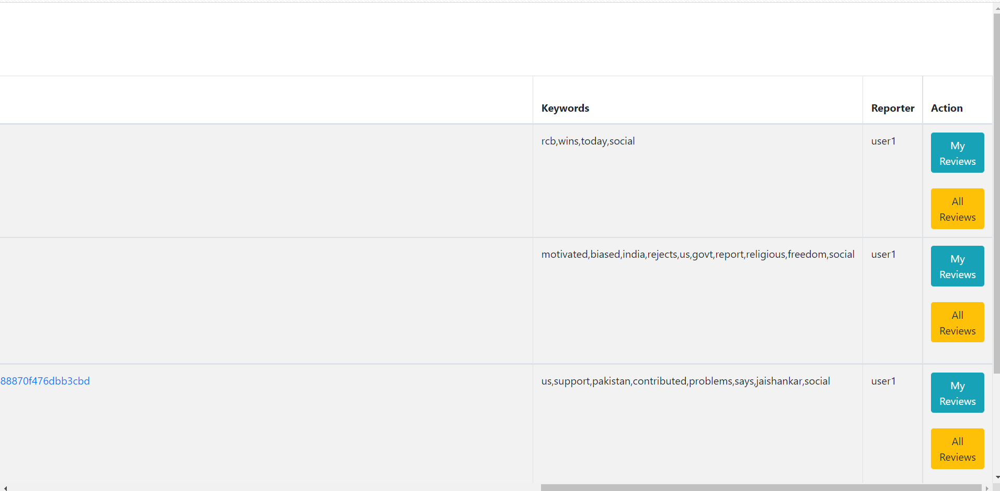 Keywords Reporter Action
rcb,wins,today,social user1 My
Reviews
All
Reviews
motivated,biased,india,rejects,us,govt,report,religious,freedom,social user1 My
Reviews
All
Reviews
88870f476dbb3cbd us,support,pakistan,contributed,problems,says,jaishankar,social user1 My
Reviews
All
Reviews